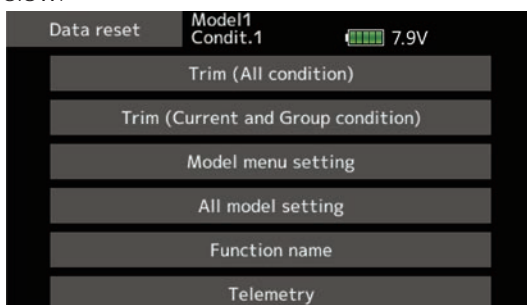 Data reset
Model1
Condit.1
7.9V
Trim (All condition)
Trim (Current and Group condition)
Model menu setting
All model setting
Function name
Telemetry